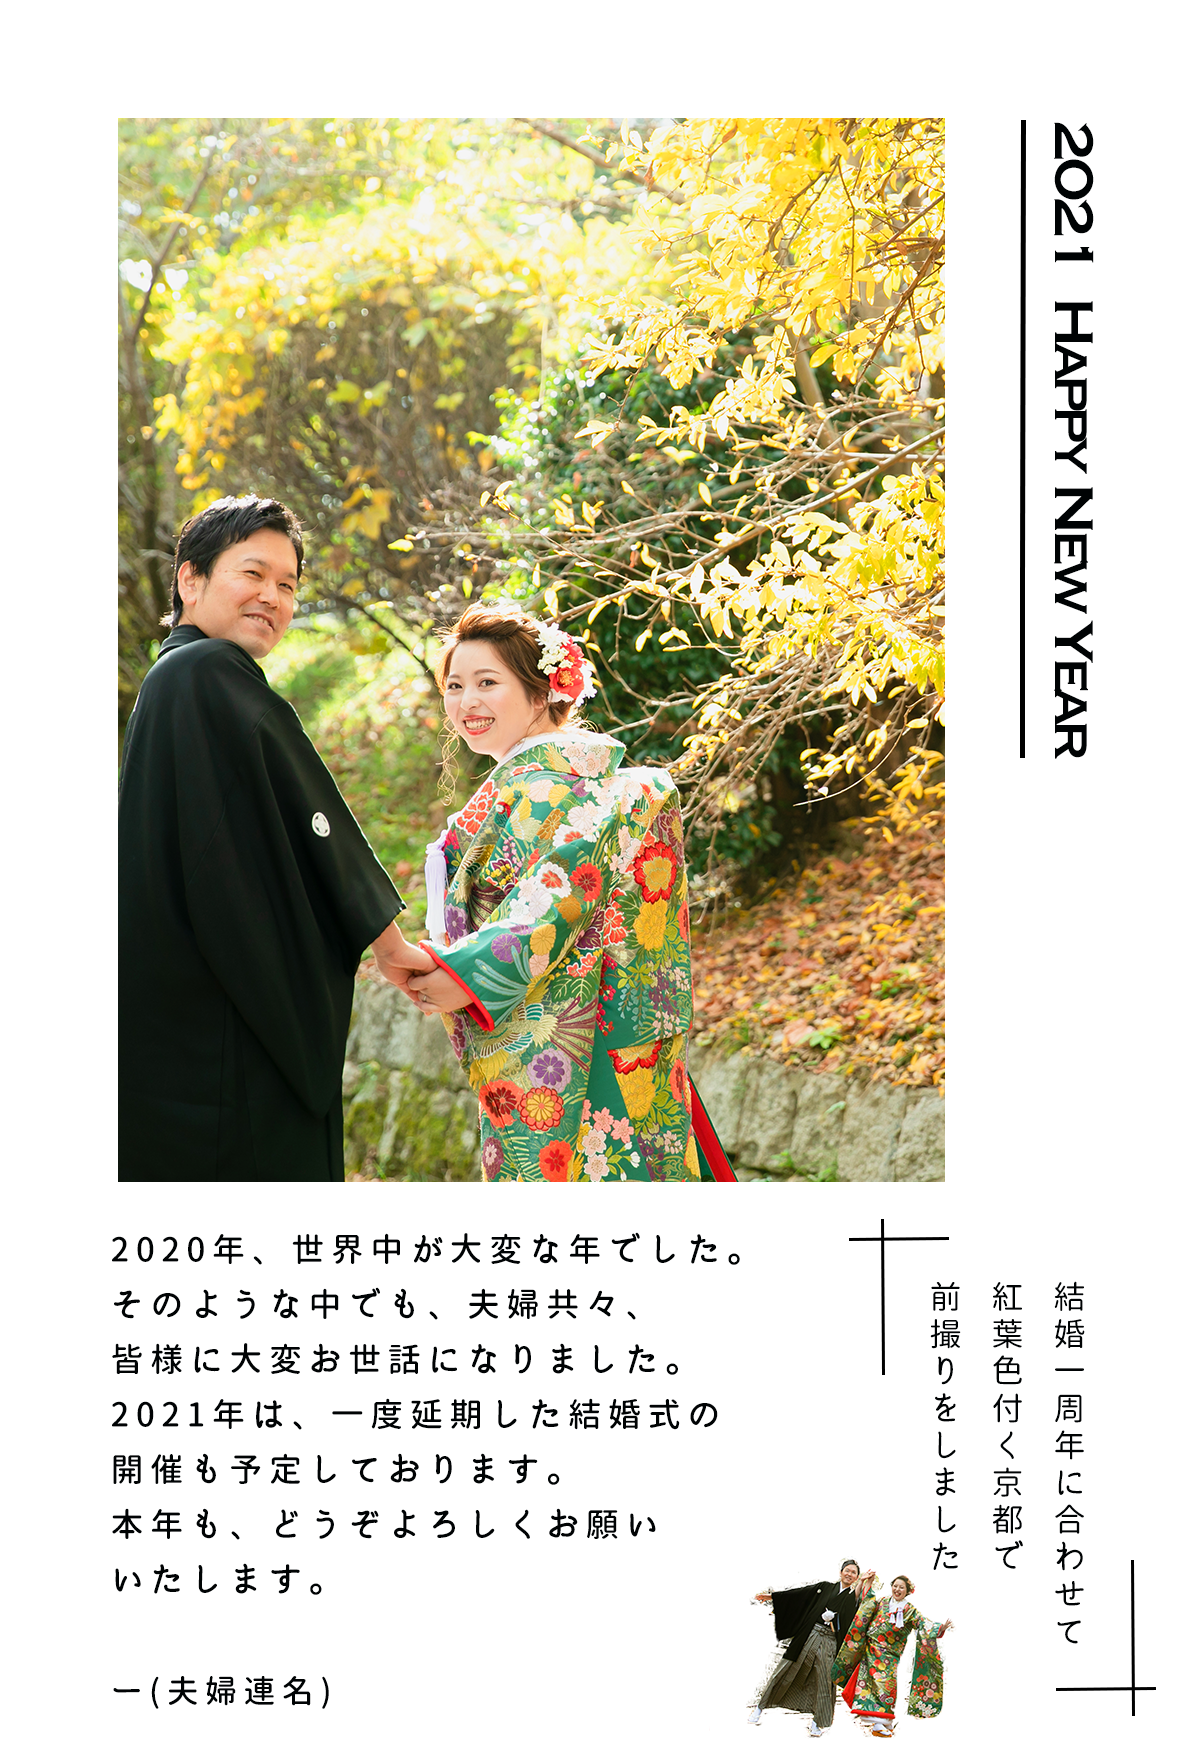 2021 HAPPY NEW YEAR
2020年、世界中が大変な年でした。
そのような中でも、夫婦共々、
皆様に大変お世話になりました。
2021年は、一度延期した結婚式の
開催も予定しております。
本年も、どうぞよろしくお願い
いたします。
ー(夫婦連名)
結婚一周年に合わせて
紅葉色付く京都で
前撮りをしました